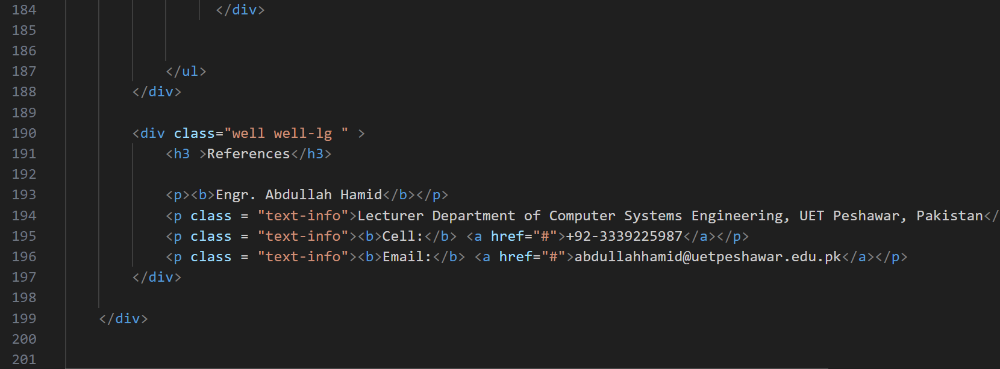 184 </div>
185
186
187 </ul>
188 </div>
189
190 <div class="well well-lg " >
191 <h3 >References</h3>
192
193 <p><b>Engr. Abdullah Hamid</b></p>
194 <p class = "text-info">Lecturer Department of Computer Systems Engineering, UET Peshawar, Pakistan</
195 <p class = "text-info"><b>Cell:</b> <a href="#">+92-3339225987</a></p>
196 <p class = "text-info"><b>Email:</b> <a href="#">abdullahhamid@uetpeshawar.edu.pk</a></p>
197 </div>
198
199 </div>
200
201